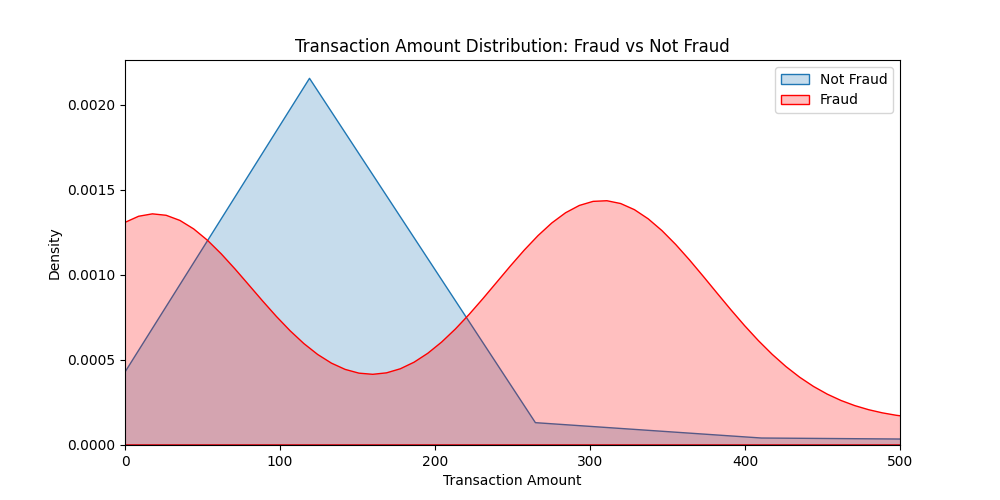 Transaction Amount Distribution: Fraud vs Not Fraud
Not Fraud
Fraud
0.0020
0.0015
0.0010
0.0005
0.0000
Density
0 100 200 300 400 500
Transaction Amount